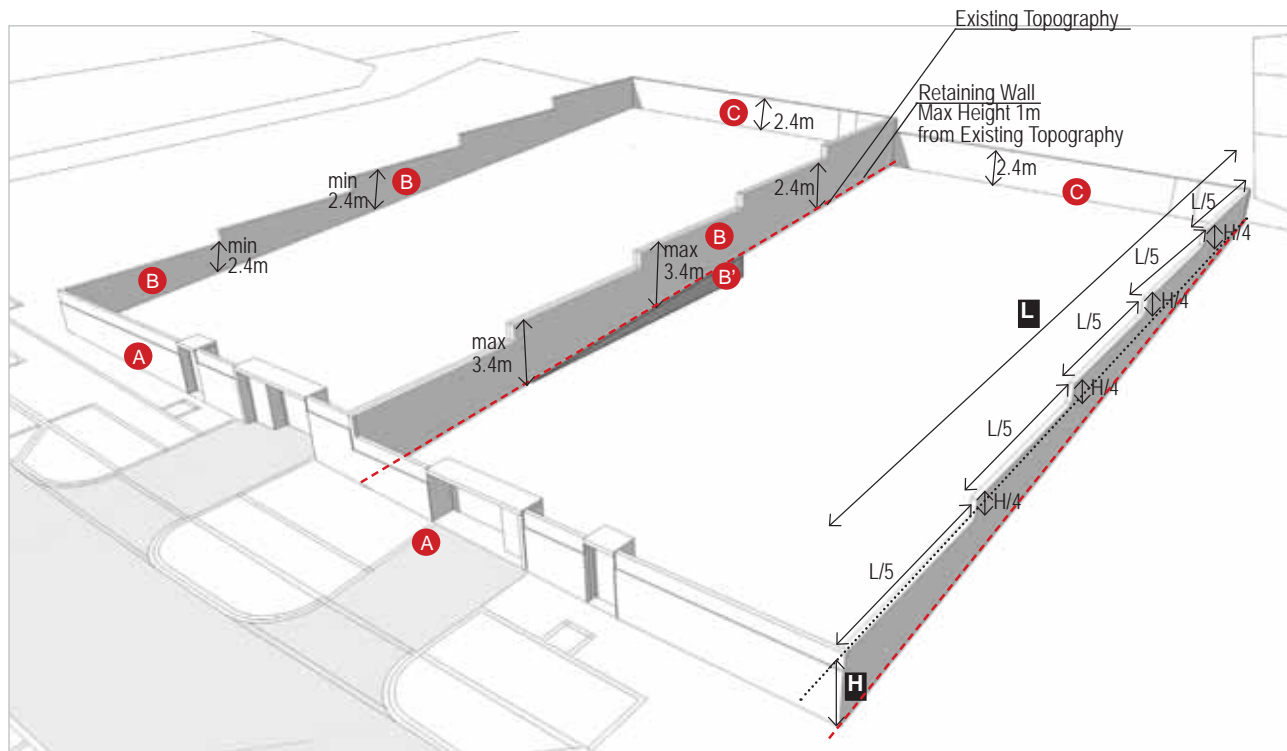 Existing Topography
Retaining Wall
Max Height 1m
from Existing Topography
C
2.4m
2.4m
C
min
2.4m
B
2.4m
L/5
H/4
min
2.4m
B
max
3.4m
B
B'
L/5
H/4
L
L/5
H/4
max
3.4m
A
L/5
H/4
A
L/5
H